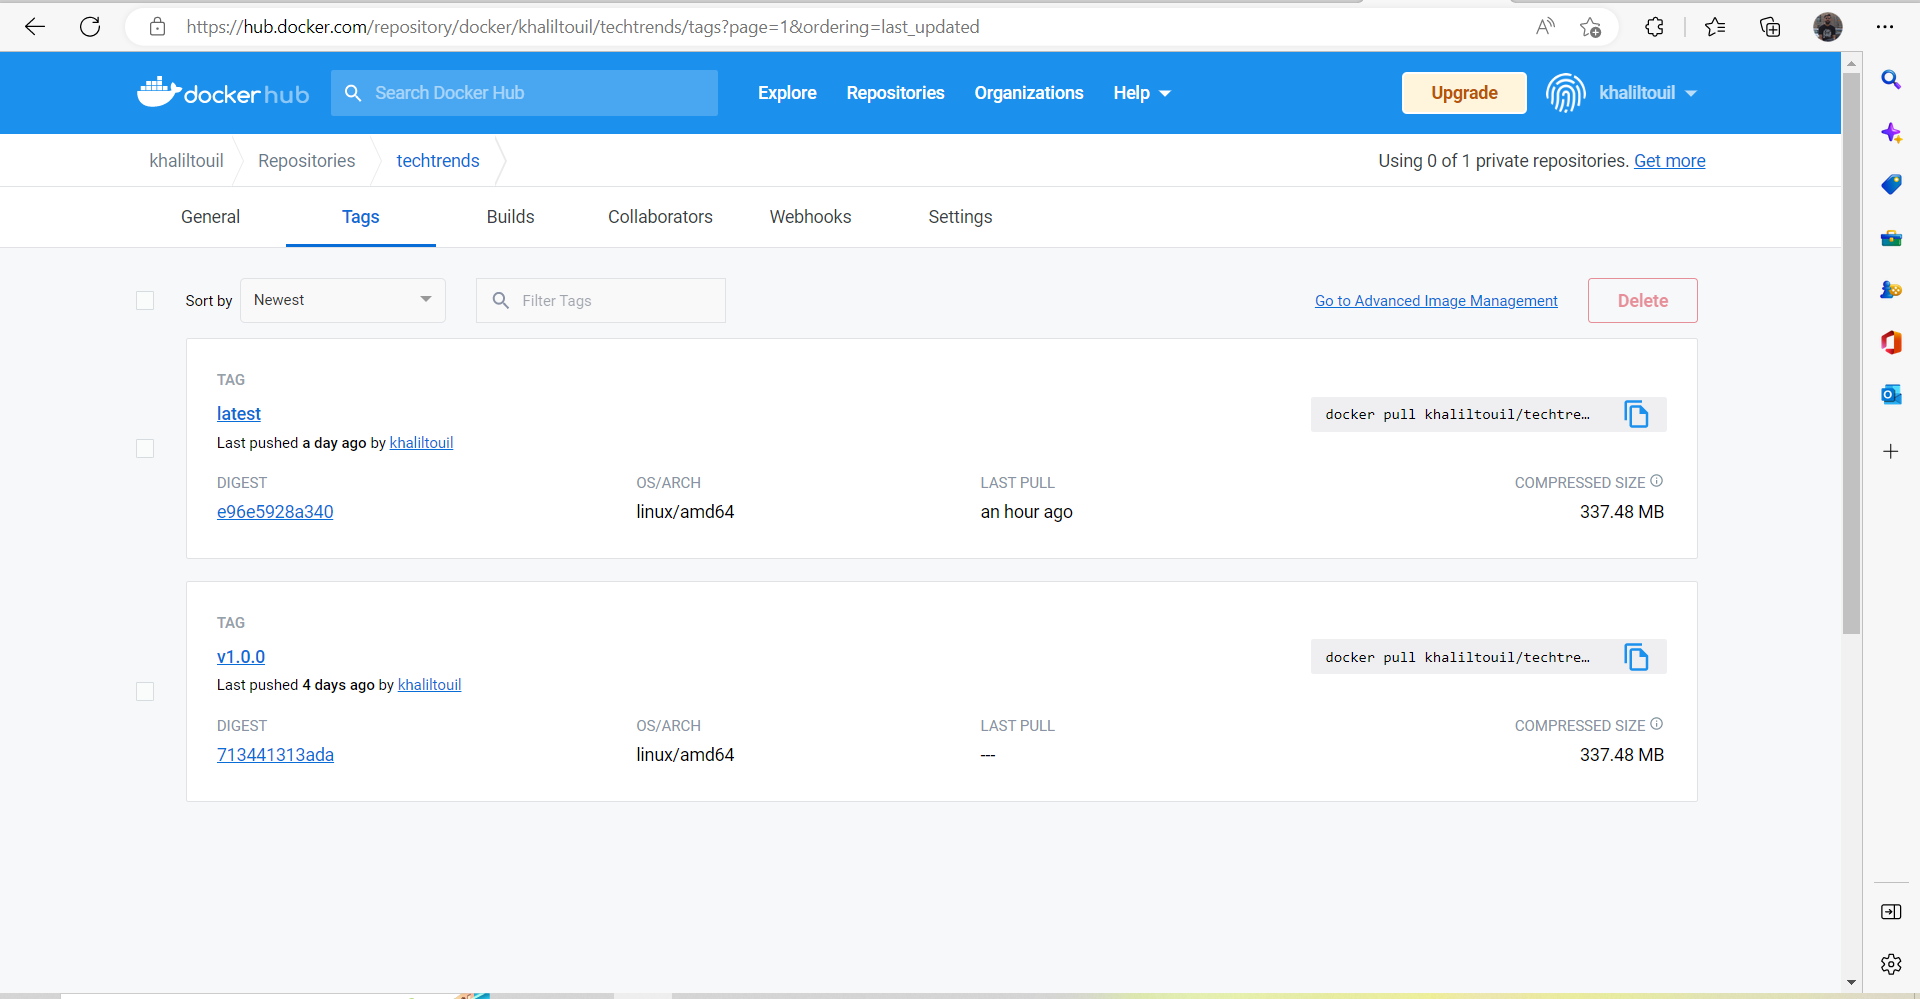 https://hub.docker.com/repository/docker/khaliltouil/techtrends/tags?page=1&ordering=last_updated
docker hub
Search Docker Hub
Explore
Repositories
Organizations
Help
Upgrade
khaliltouil
khaliltouil
Repositories
techtrends
Using 0 of 1 private repositories. Get more
General
Tags
Builds
Collaborators
Webhooks
Settings
Sort by
Newest
Filter Tags
Go to Advanced Image Management
Delete
TAG
latest
docker pull khaliltouil/techtre…
Last pushed a day ago by khaliltouil
DIGEST
OS/ARCH
LAST PULL
COMPRESSED SIZE
e96e5928a340
linux/amd64
an hour ago
337.48 MB
TAG
v1.0.0
docker pull khaliltouil/techtre…
Last pushed 4 days ago by khaliltouil
DIGEST
OS/ARCH
LAST PULL
COMPRESSED SIZE
713441313ada
linux/amd64
---
337.48 MB